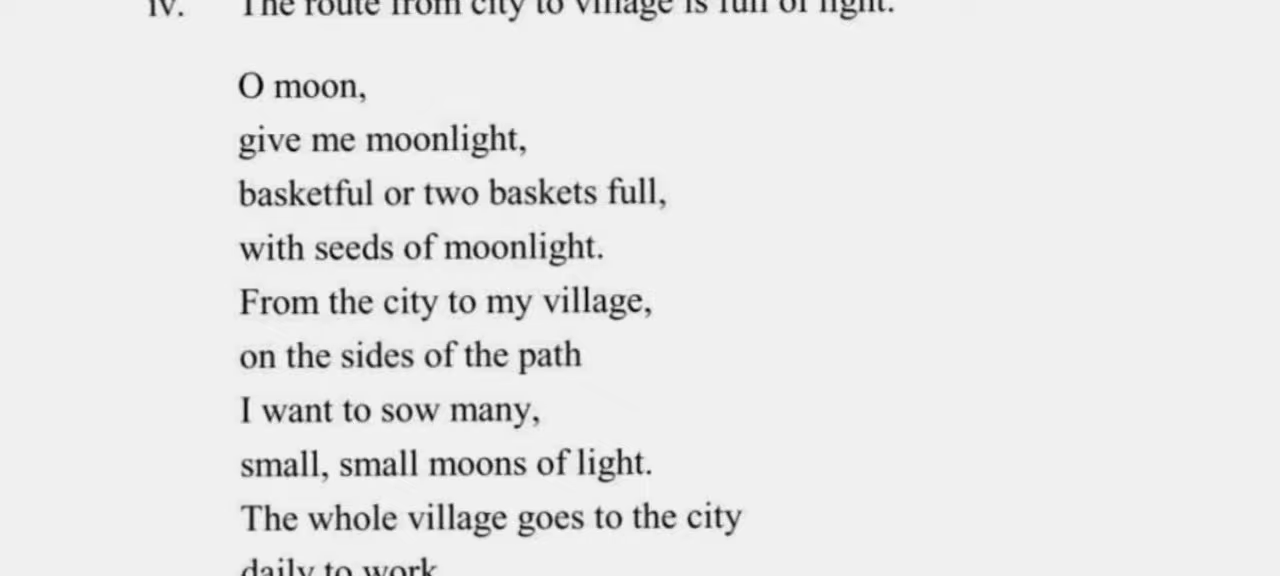 iv. The route from city to village is full of light.
O moon,
give me moonlight,
basketful or two baskets full,
with seeds of moonlight.
From the city to my village,
on the sides of the path
I want to sow many,
small, small moons of light.
The whole village goes to the city
daily to work